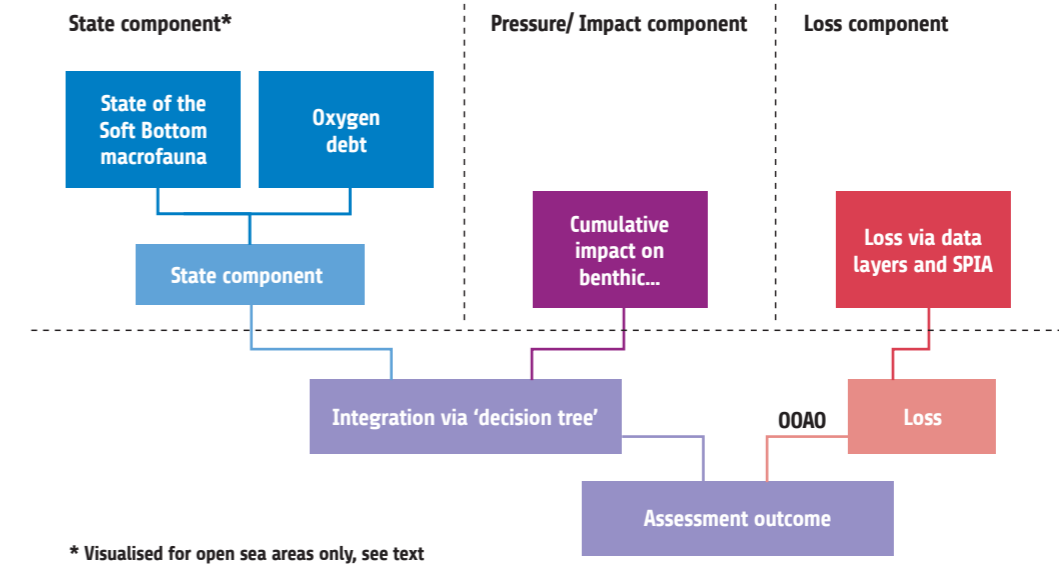 State component*
Pressure/ Impact component
Loss component
State of the
Soft Bottom
macrofauna
Oxygen
debt
Cumulative
impact on
benthic...
Loss via data
layers and SPIA
State component
Integration via ‘decision tree’
OOAO
Loss
Assessment outcome
* Visualised for open sea areas only, see text